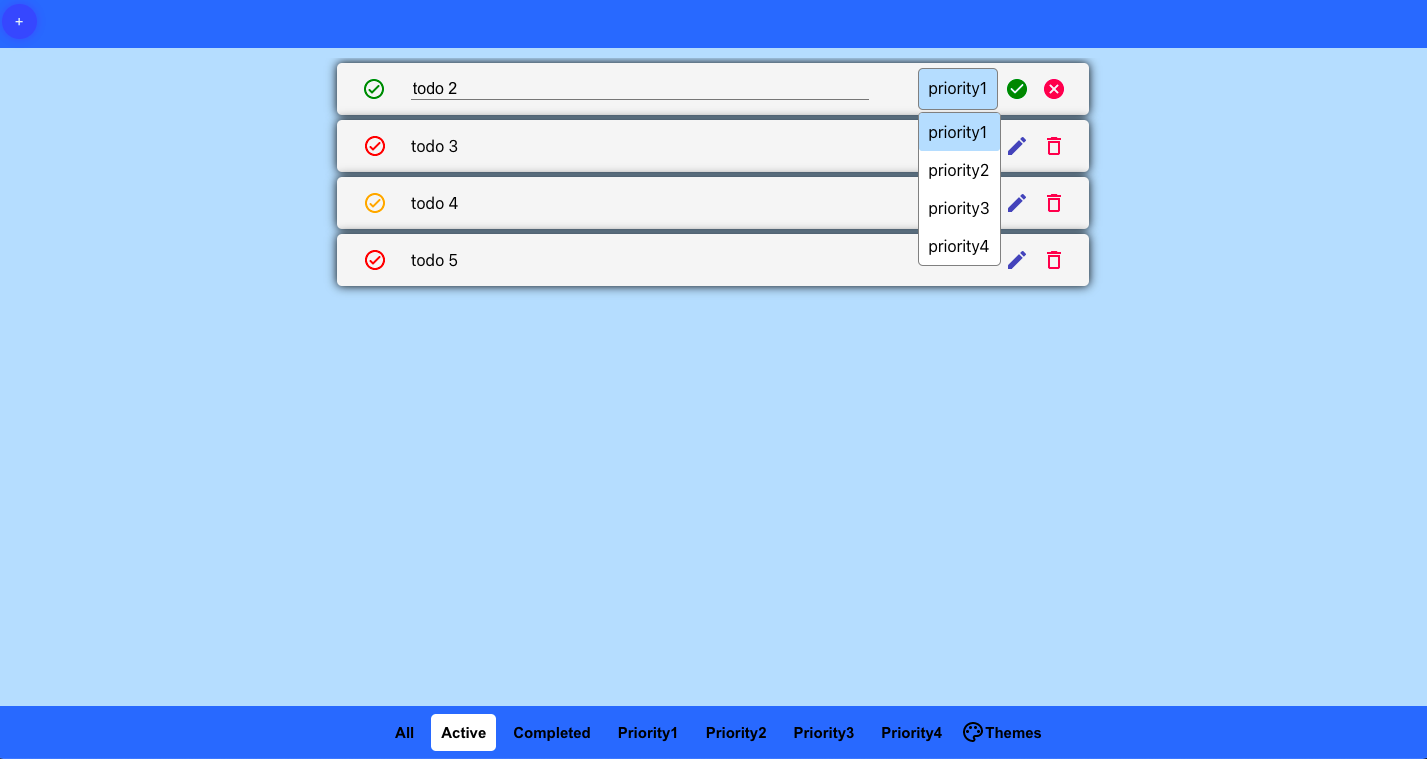 +
todo 2 priority1
priority1
todo 3
priority2
todo 4 priority3
priority4
todo 5
All Active Completed Priority1 Priority2 Priority3 Priority4 Themes